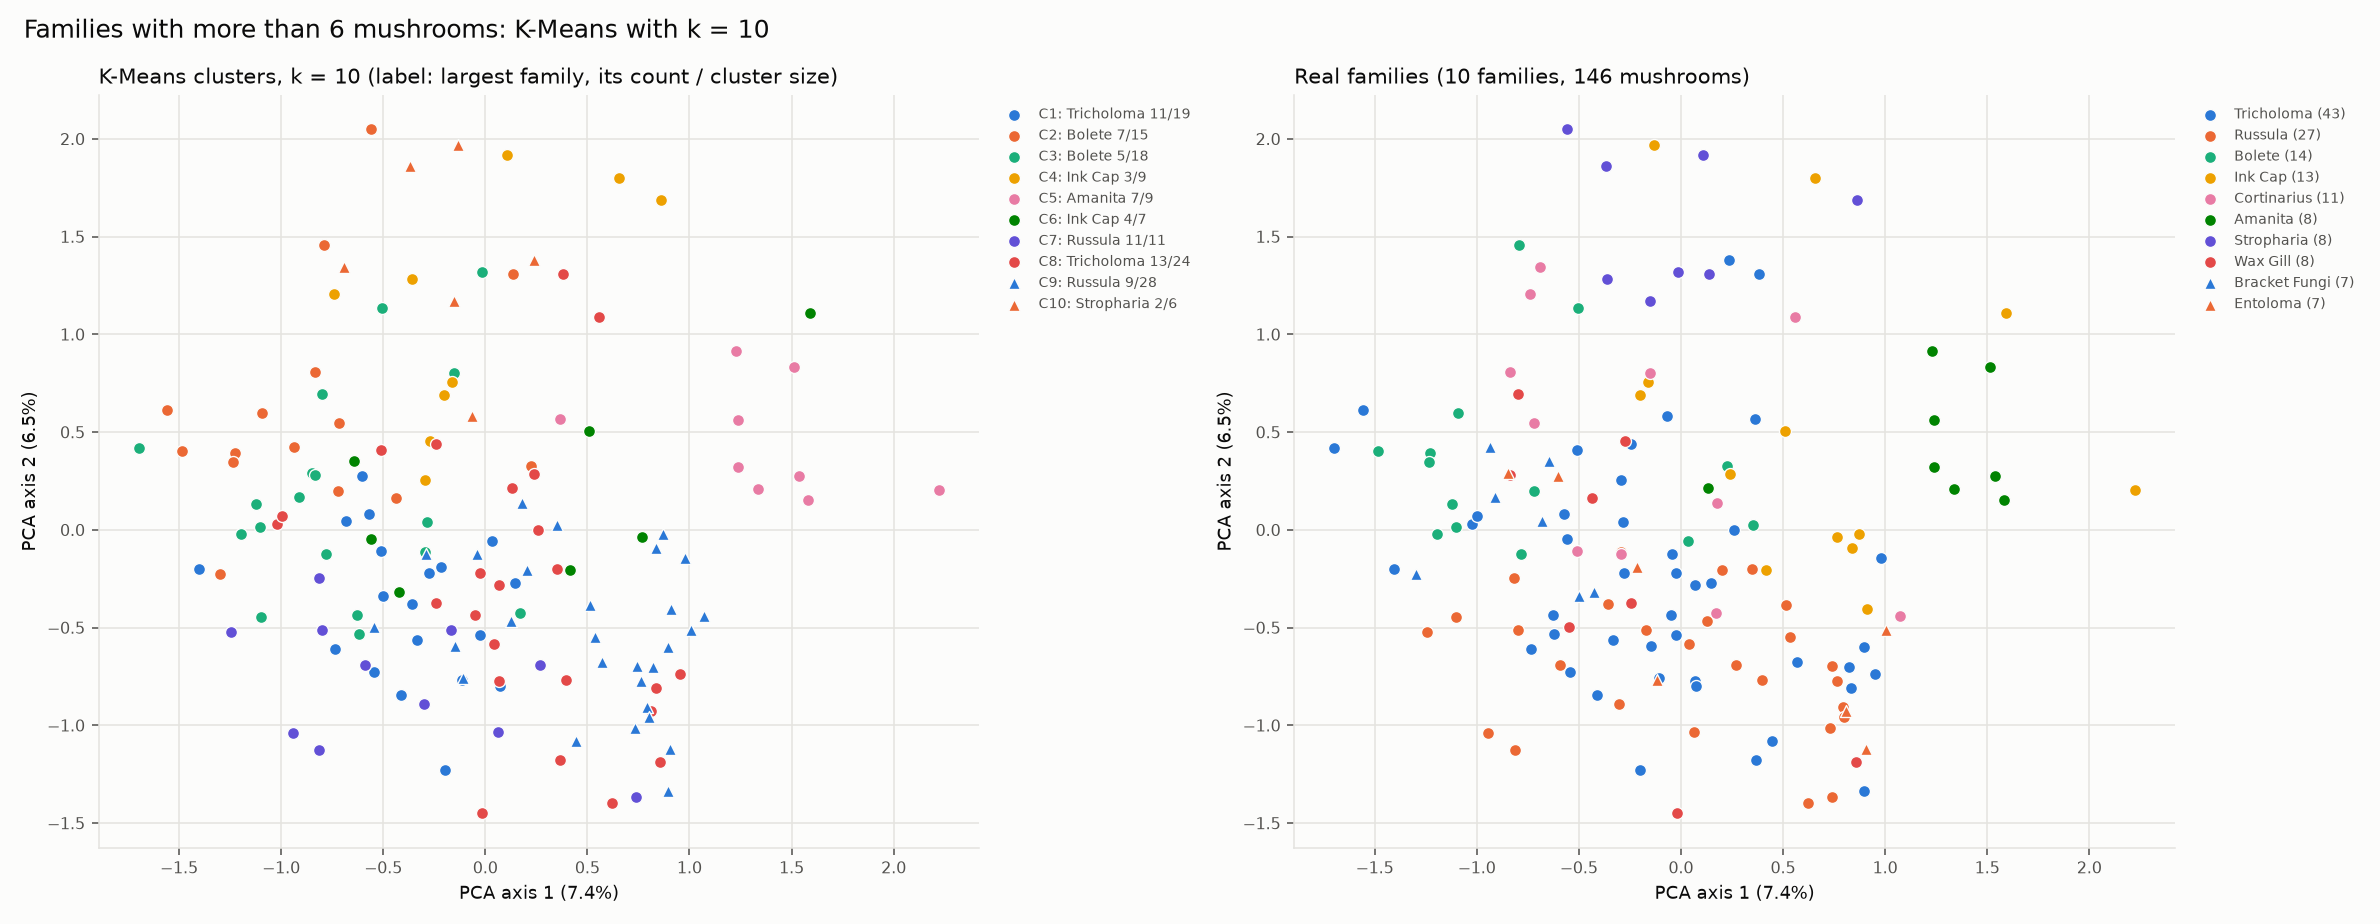 Families with more than 6 mushrooms: K-Means with k = 10
K-Means clusters, k = 10 (label: largest family, its count / cluster size)
2.0
1.5
1.0
0.5
0.0
−0.5
−1.0
−1.5
PCA axis 2 (6.5%)
−1.5
−1.0
−0.5
0.0
0.5
1.0
1.5
2.0
PCA axis 1 (7.4%)
C1: Tricholoma 11/19
C2: Bolete 7/15
C3: Bolete 5/18
C4: Ink Cap 3/9
C5: Amanita 7/9
C6: Ink Cap 4/7
C7: Russula 11/11
C8: Tricholoma 13/24
C9: Russula 9/28
C10: Stropharia 2/6
Real families (10 families, 146 mushrooms)
2.0
1.5
1.0
0.5
0.0
−0.5
−1.0
−1.5
PCA axis 2 (6.5%)
−1.5
−1.0
−0.5
0.0
0.5
1.0
1.5
2.0
PCA axis 1 (7.4%)
Tricholoma (43)
Russula (27)
Bolete (14)
Ink Cap (13)
Cortinarius (11)
Amanita (8)
Stropharia (8)
Wax Gill (8)
Bracket Fungi (7)
Entoloma (7)